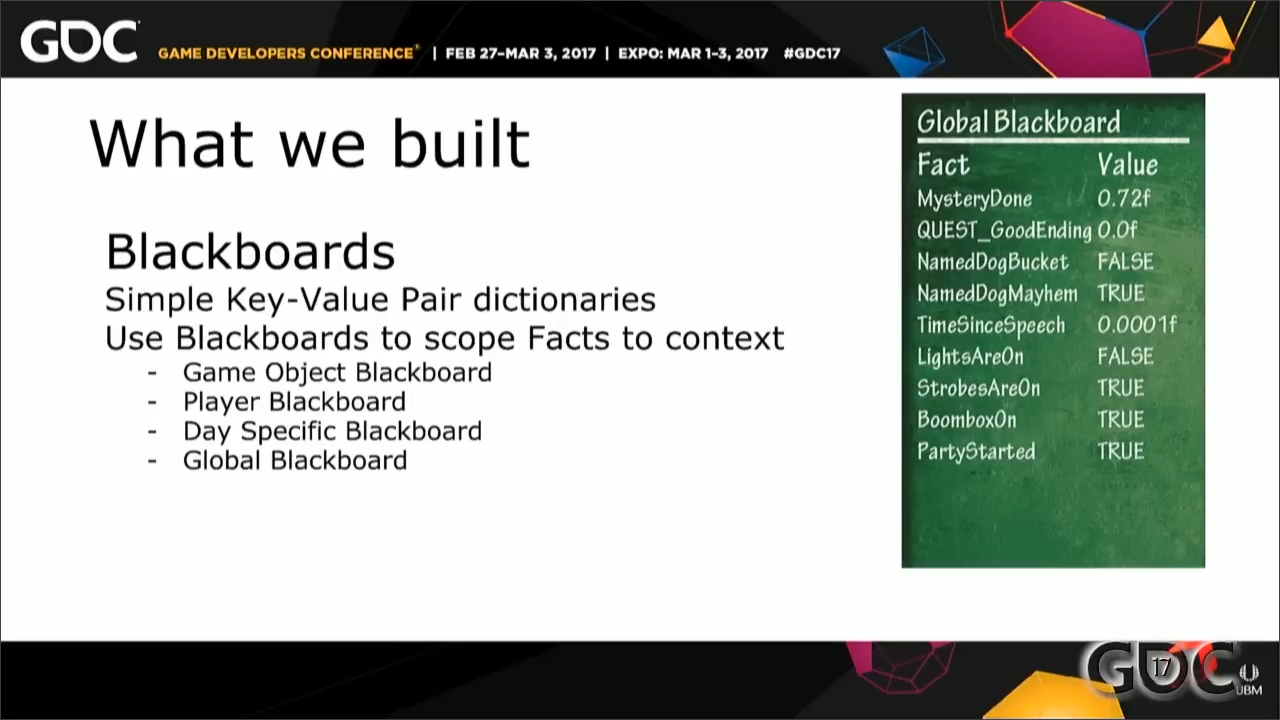 GDC GAME DEVELOPERS CONFERENCE® | FEB 27–MAR 3, 2017 | EXPO: MAR 1–3, 2017 #GDC17
What we built
Blackboards
Simple Key-Value Pair dictionaries
Use Blackboards to scope Facts to context
- Game Object Blackboard
- Player Blackboard
- Day Specific Blackboard
- Global Blackboard
Global Blackboard
Fact Value
MysteryDone 0.72f
QUEST_GoodEnding 0.0f
NamedDogBucket FALSE
NamedDogMayhem TRUE
TimeSinceSpeech 0.0001f
LightsAreOn FALSE
StrobesAreOn TRUE
BoomboxOn TRUE
PartyStarted TRUE
GDC 17
UBM